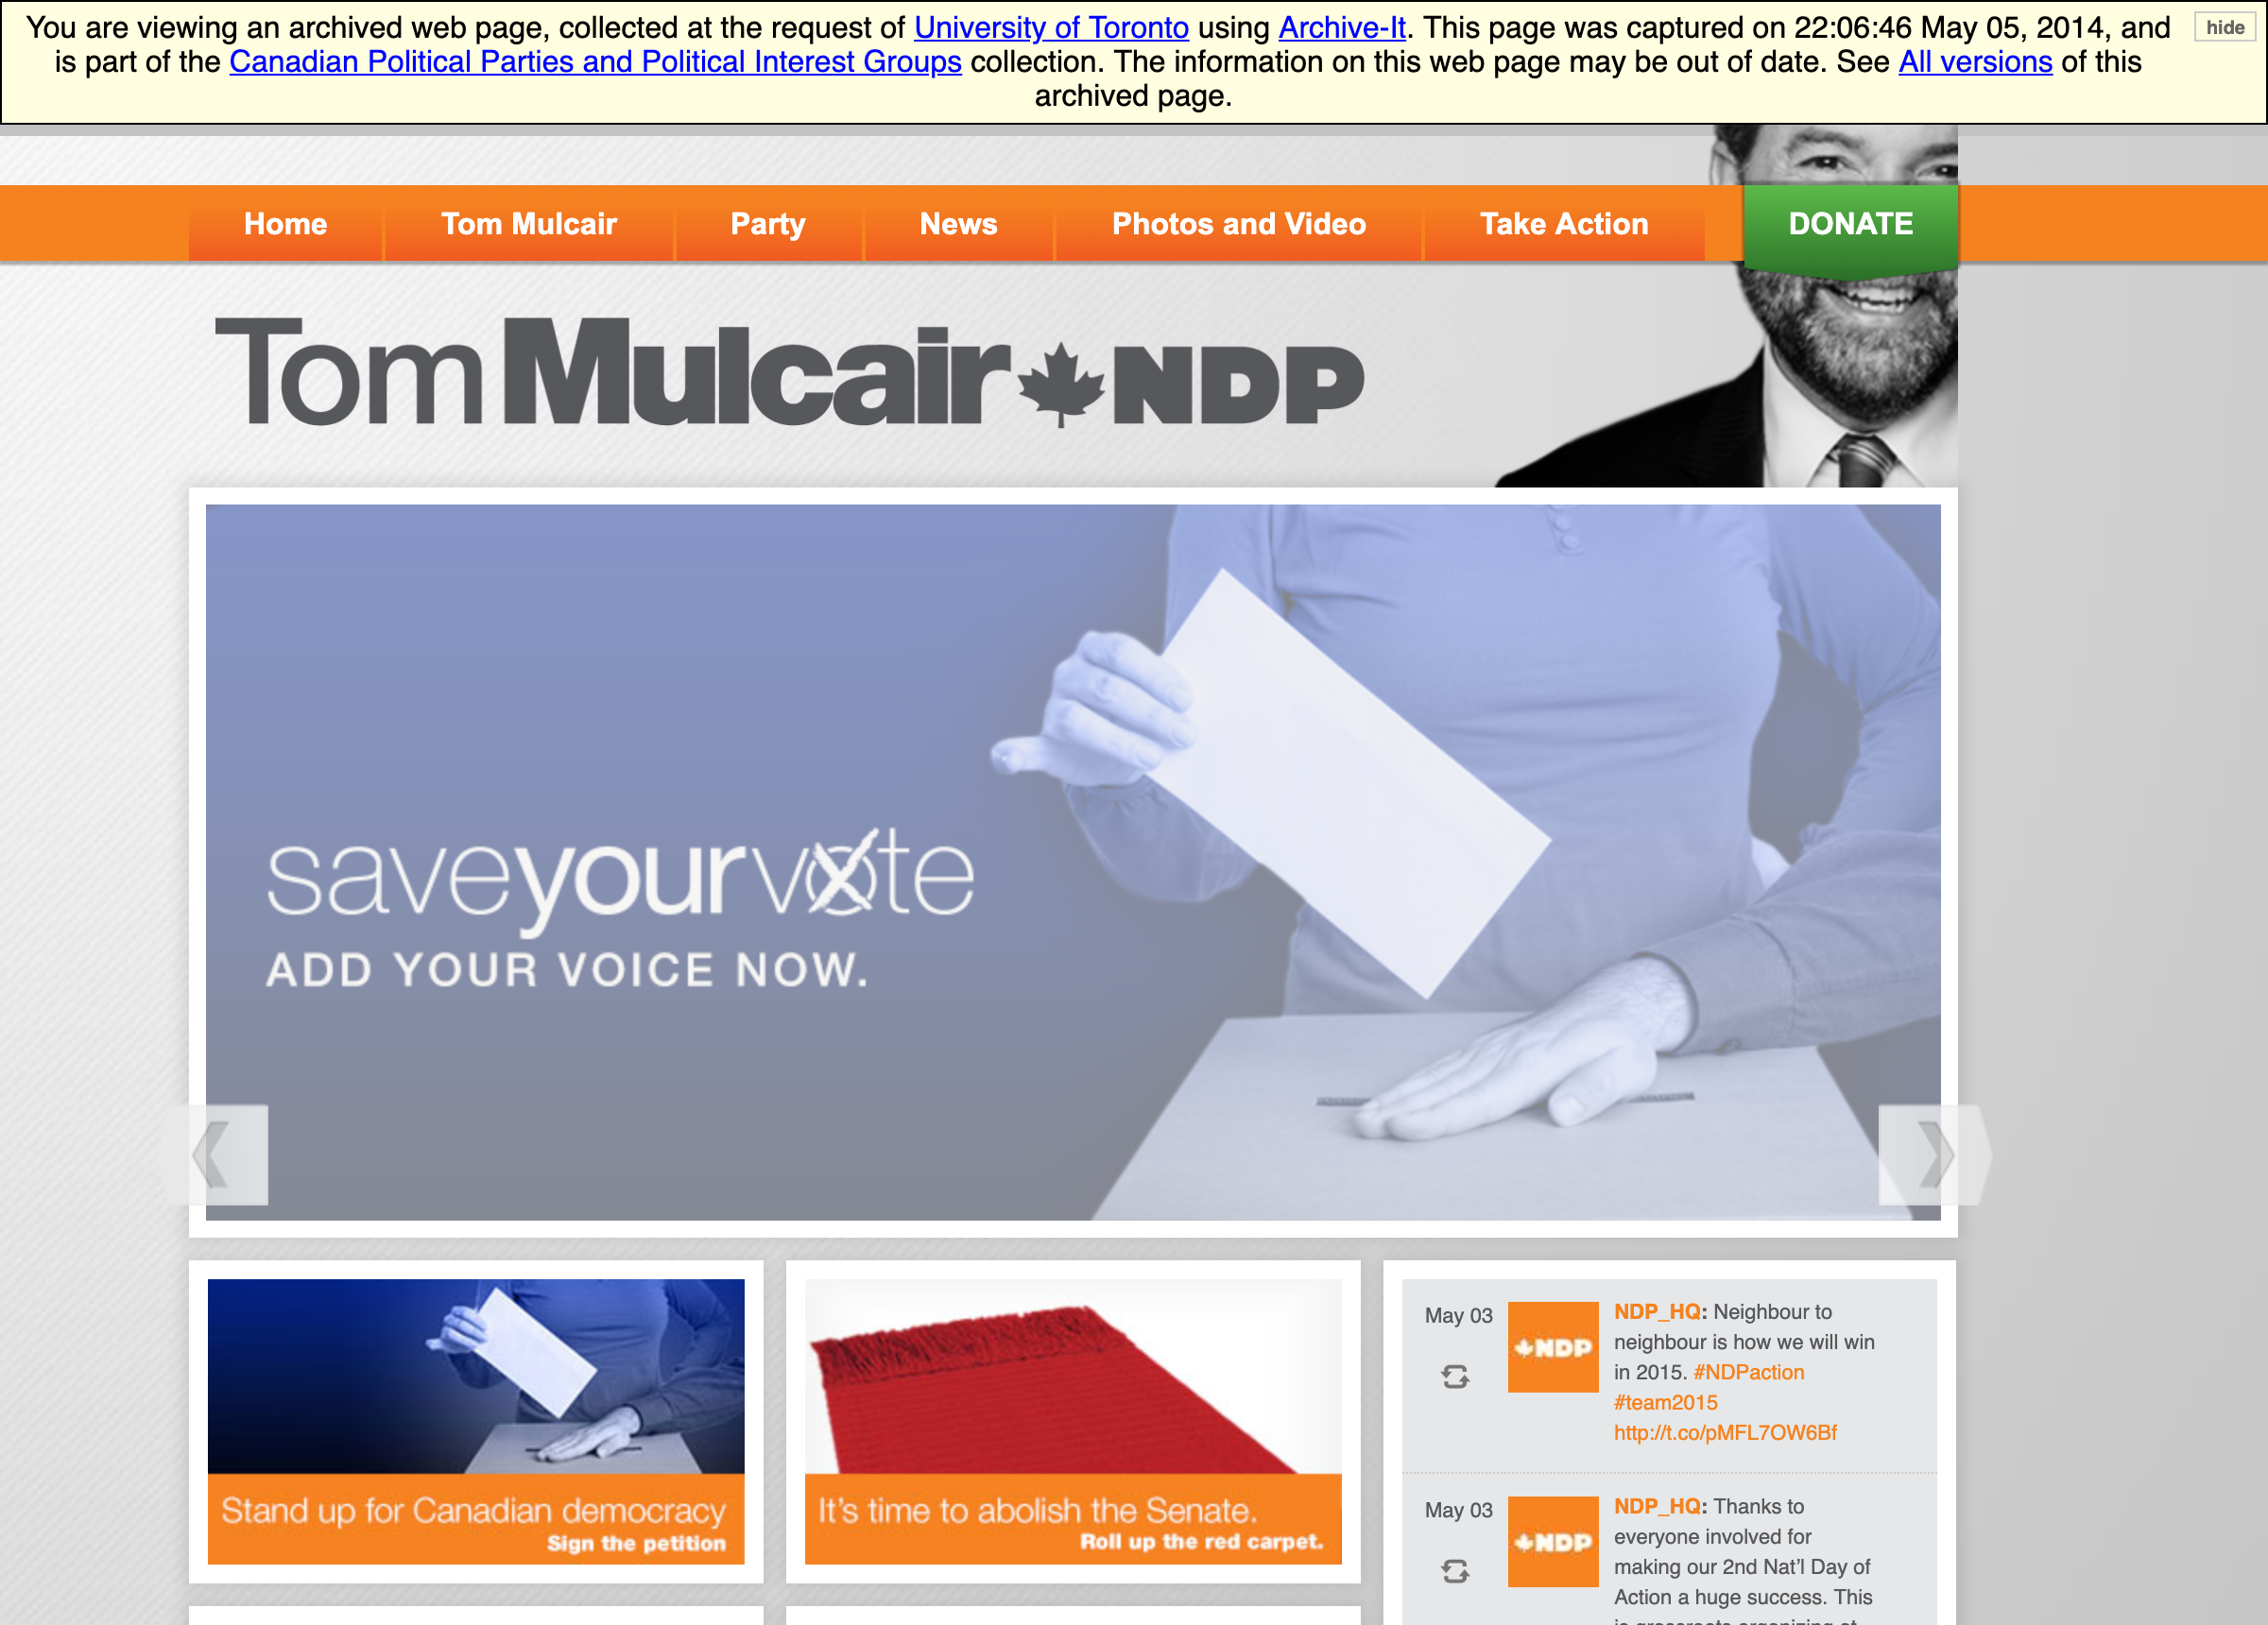 You are viewing an archived web page, collected at the request of University of Toronto using Archive-It. This page was captured on 22:06:46 May 05, 2014, and
is part of the Canadian Political Parties and Political Interest Groups collection. The information on this web page may be out of date. See All versions of this
archived page.
hide
Home Tom Mulcair Party News Photos and Video Take Action DONATE
Tom Mulcair NDP
saveyourvote
ADD YOUR VOICE NOW.
Stand up for Canadian democracy
Sign the petition
It's time to abolish the Senate.
Roll up the red carpet.
May 03
NDP
NDP_HQ: Neighbour to
neighbour is how we will win
in 2015. #NDPaction
#team2015
http://t.co/pMFL7OW6Bf
May 03
NDP
NDP_HQ: Thanks to
everyone involved for
making our 2nd Nat'l Day of
Action a huge success. This